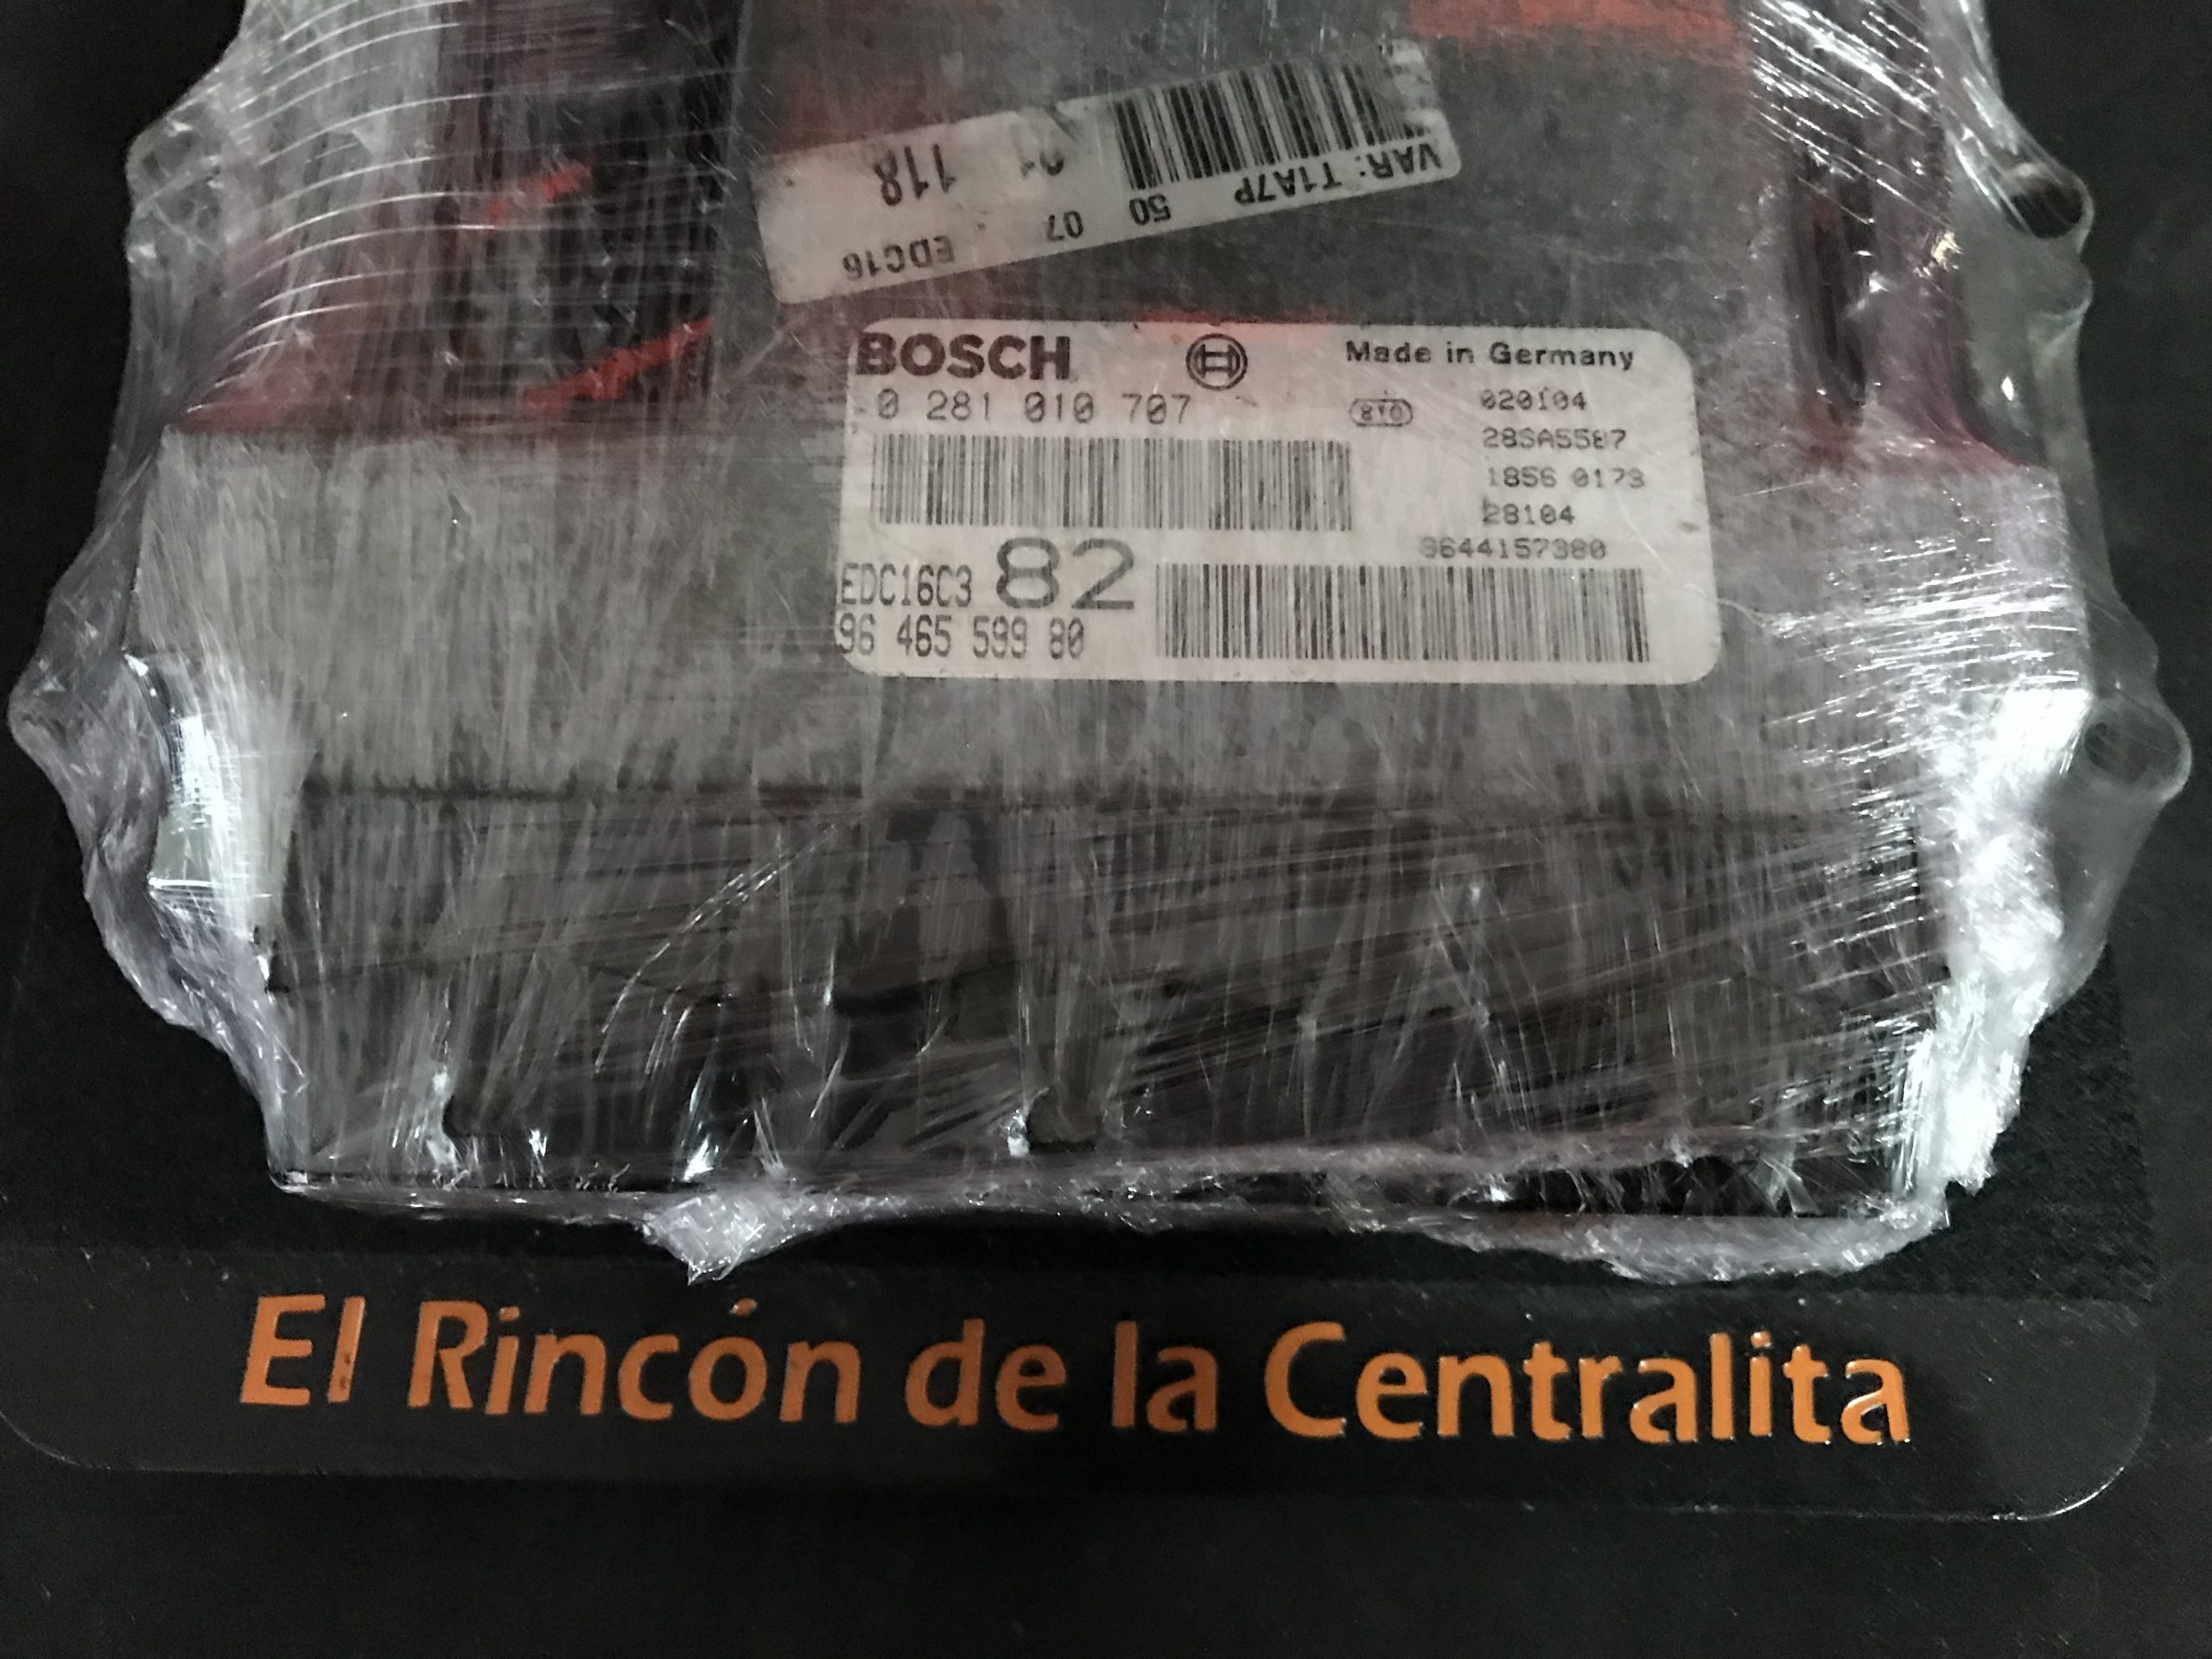 VAR: T1A7P 50 07 EDC16
118
BOSCH
Made in Germany
0 281 010 707
020104
28SA5587
1856 0173
28104
9644157380
EDC16C3 82
96 465 599 80
El Rincón de la Centralita